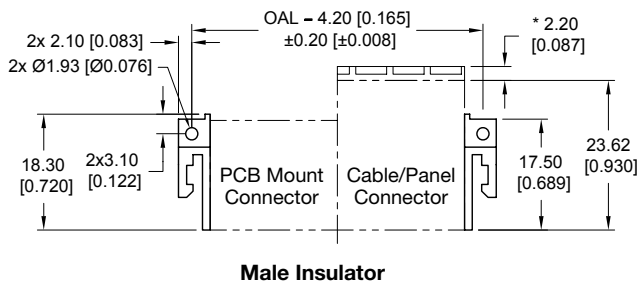 OAL – 4.20 [0.165]
±0.20 [±0.008]
* 2.20
[0.087]
2x 2.10 [0.083]
2x Ø1.93 [Ø0.076]
18.30
[0.720]
2x3.10
[0.122]
PCB Mount
Connector
Cable/Panel
Connector
17.50
[0.689]
23.62
[0.930]
Male Insulator